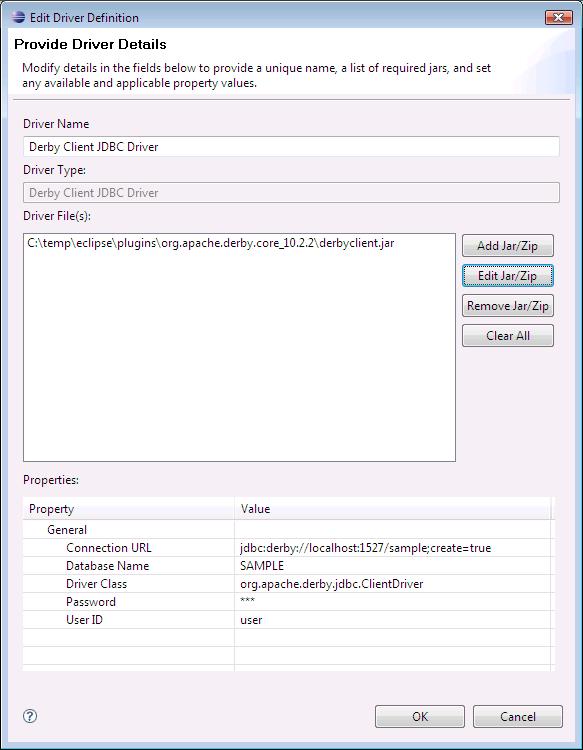 Edit Driver Definition
Provide Driver Details
Modify details in the fields below to provide a unique name, a list of required jars, and set
any available and applicable property values.
Driver Name
Derby Client JDBC Driver
Driver Type:
Derby Client JDBC Driver
Driver File(s):
C:\temp\eclipse\plugins\org.apache.derby.core_10.2.2\derbyclient.jar
Add Jar/Zip
Edit Jar/Zip
Remove Jar/Zip
Clear All
Properties:
Property Value
General
Connection URL jdbc:derby://localhost:1527/sample;create=true
Database Name SAMPLE
Driver Class org.apache.derby.jdbc.ClientDriver
Password ***
User ID user
? OK Cancel